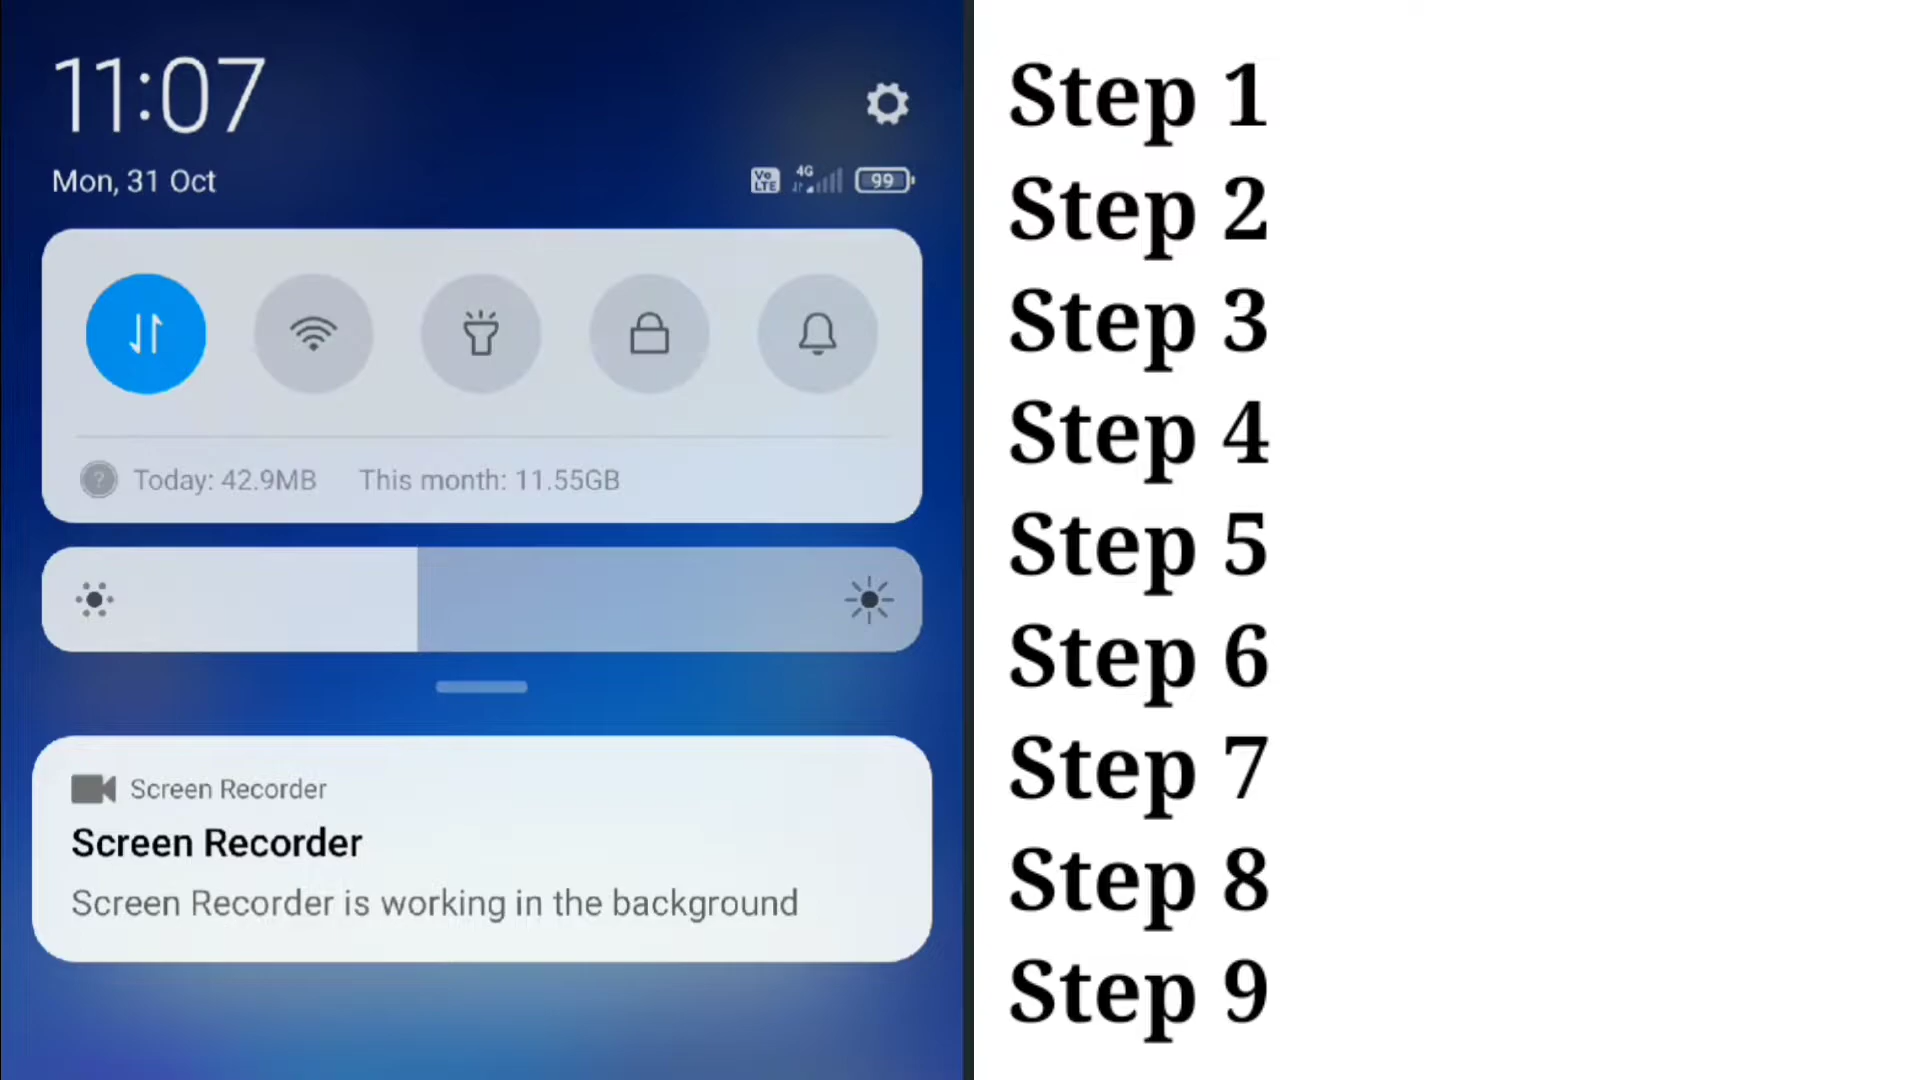 11:07
Mon, 31 Oct
Vo LTE 4G 99
Today: 42.9MB This month: 11.55GB
Screen Recorder
Screen Recorder
Screen Recorder is working in the background
Step 1
Step 2
Step 3
Step 4
Step 5
Step 6
Step 7
Step 8
Step 9